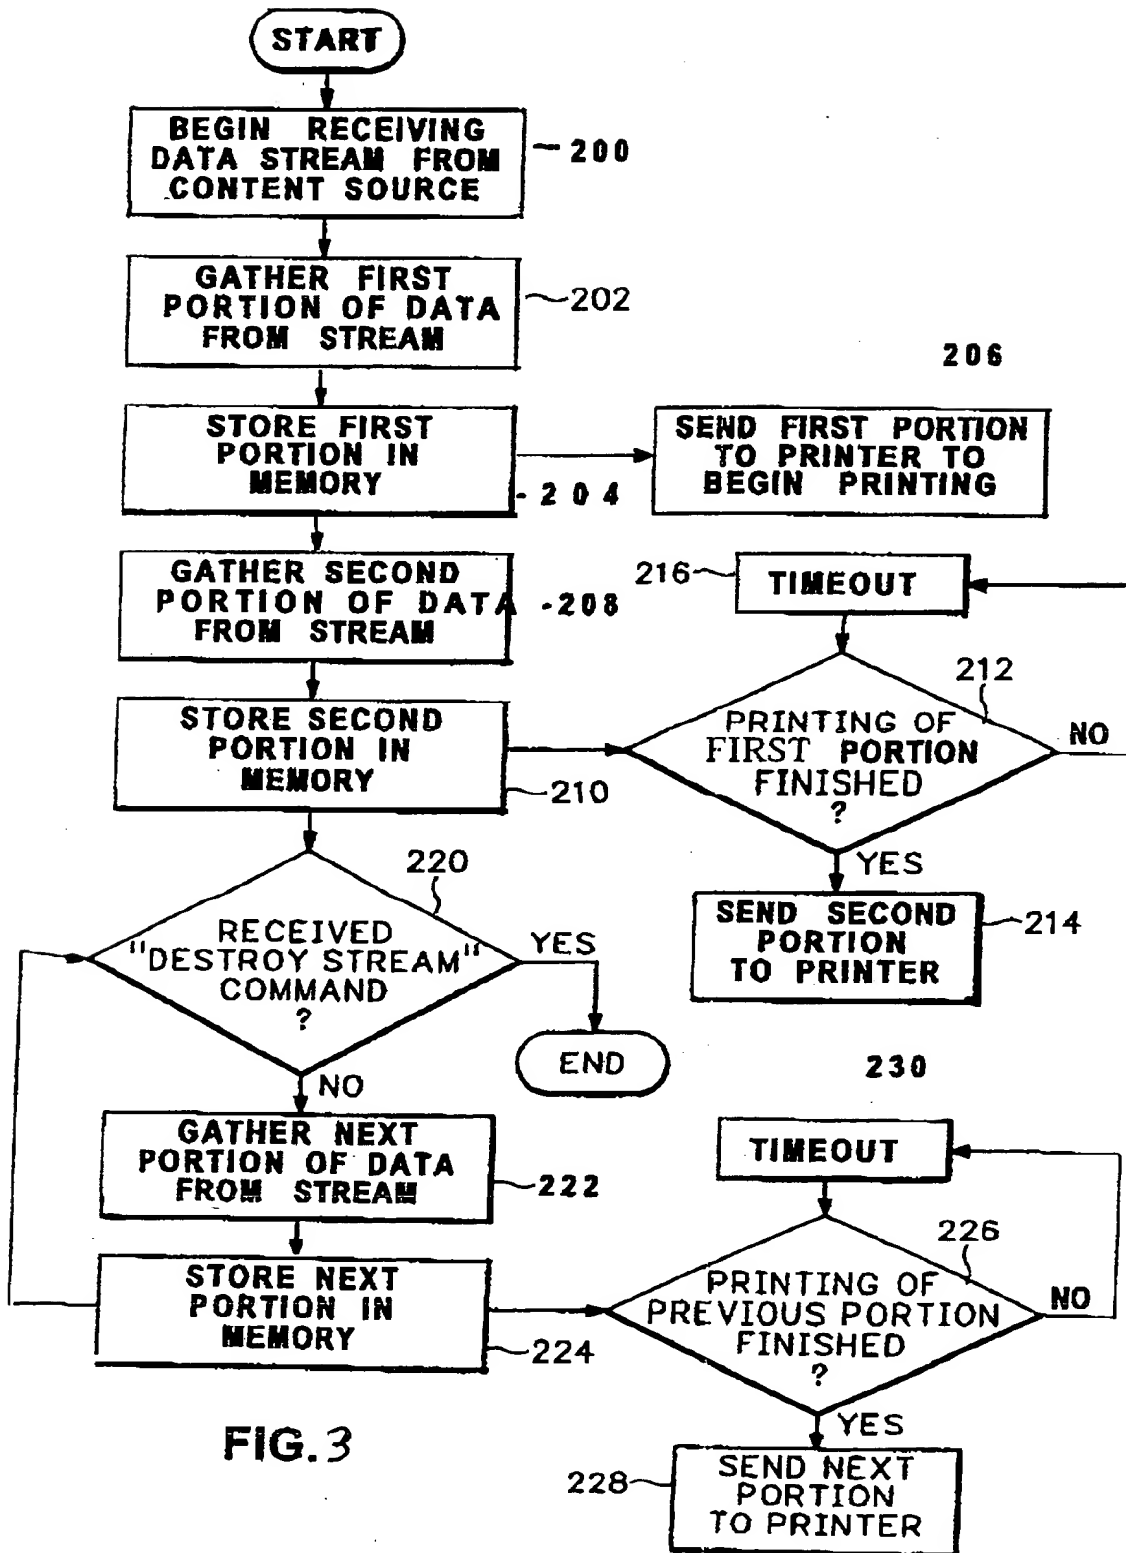 START
BEGIN RECEIVING
DATA STREAM FROM
CONTENT SOURCE
200
GATHER FIRST
PORTION OF DATA
FROM STREAM
202
206
STORE FIRST
PORTION IN
MEMORY
204
SEND FIRST PORTION
TO PRINTER TO
BEGIN PRINTING
GATHER SECOND
PORTION OF DATA
FROM STREAM
208
216
TIMEOUT
STORE SECOND
PORTION IN
MEMORY
210
212
PRINTING OF
FIRST PORTION
FINISHED
?
NO
YES
SEND SECOND
PORTION
TO PRINTER
214
220
RECEIVED
"DESTROY STREAM"
COMMAND
?
YES
END
NO
230
GATHER NEXT
PORTION OF DATA
FROM STREAM
222
TIMEOUT
STORE NEXT
PORTION IN
MEMORY
224
226
PRINTING OF
PREVIOUS PORTION
FINISHED
?
NO
YES
228
SEND NEXT
PORTION
TO PRINTER
FIG.3